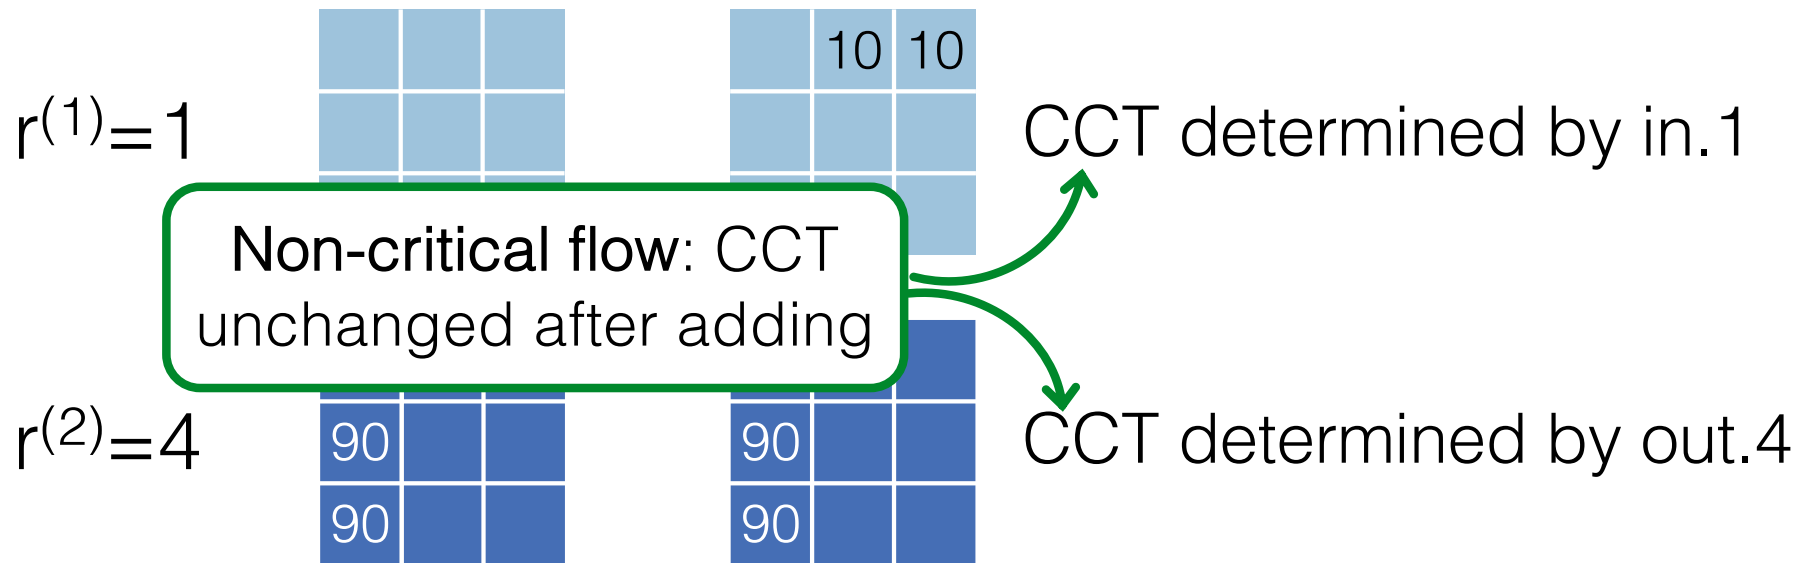 10 10
r(1)=1
CCT determined by in.1
Non-critical flow: CCT
unchanged after adding
r(2)=4
90
90
CCT determined by out.4
90
90